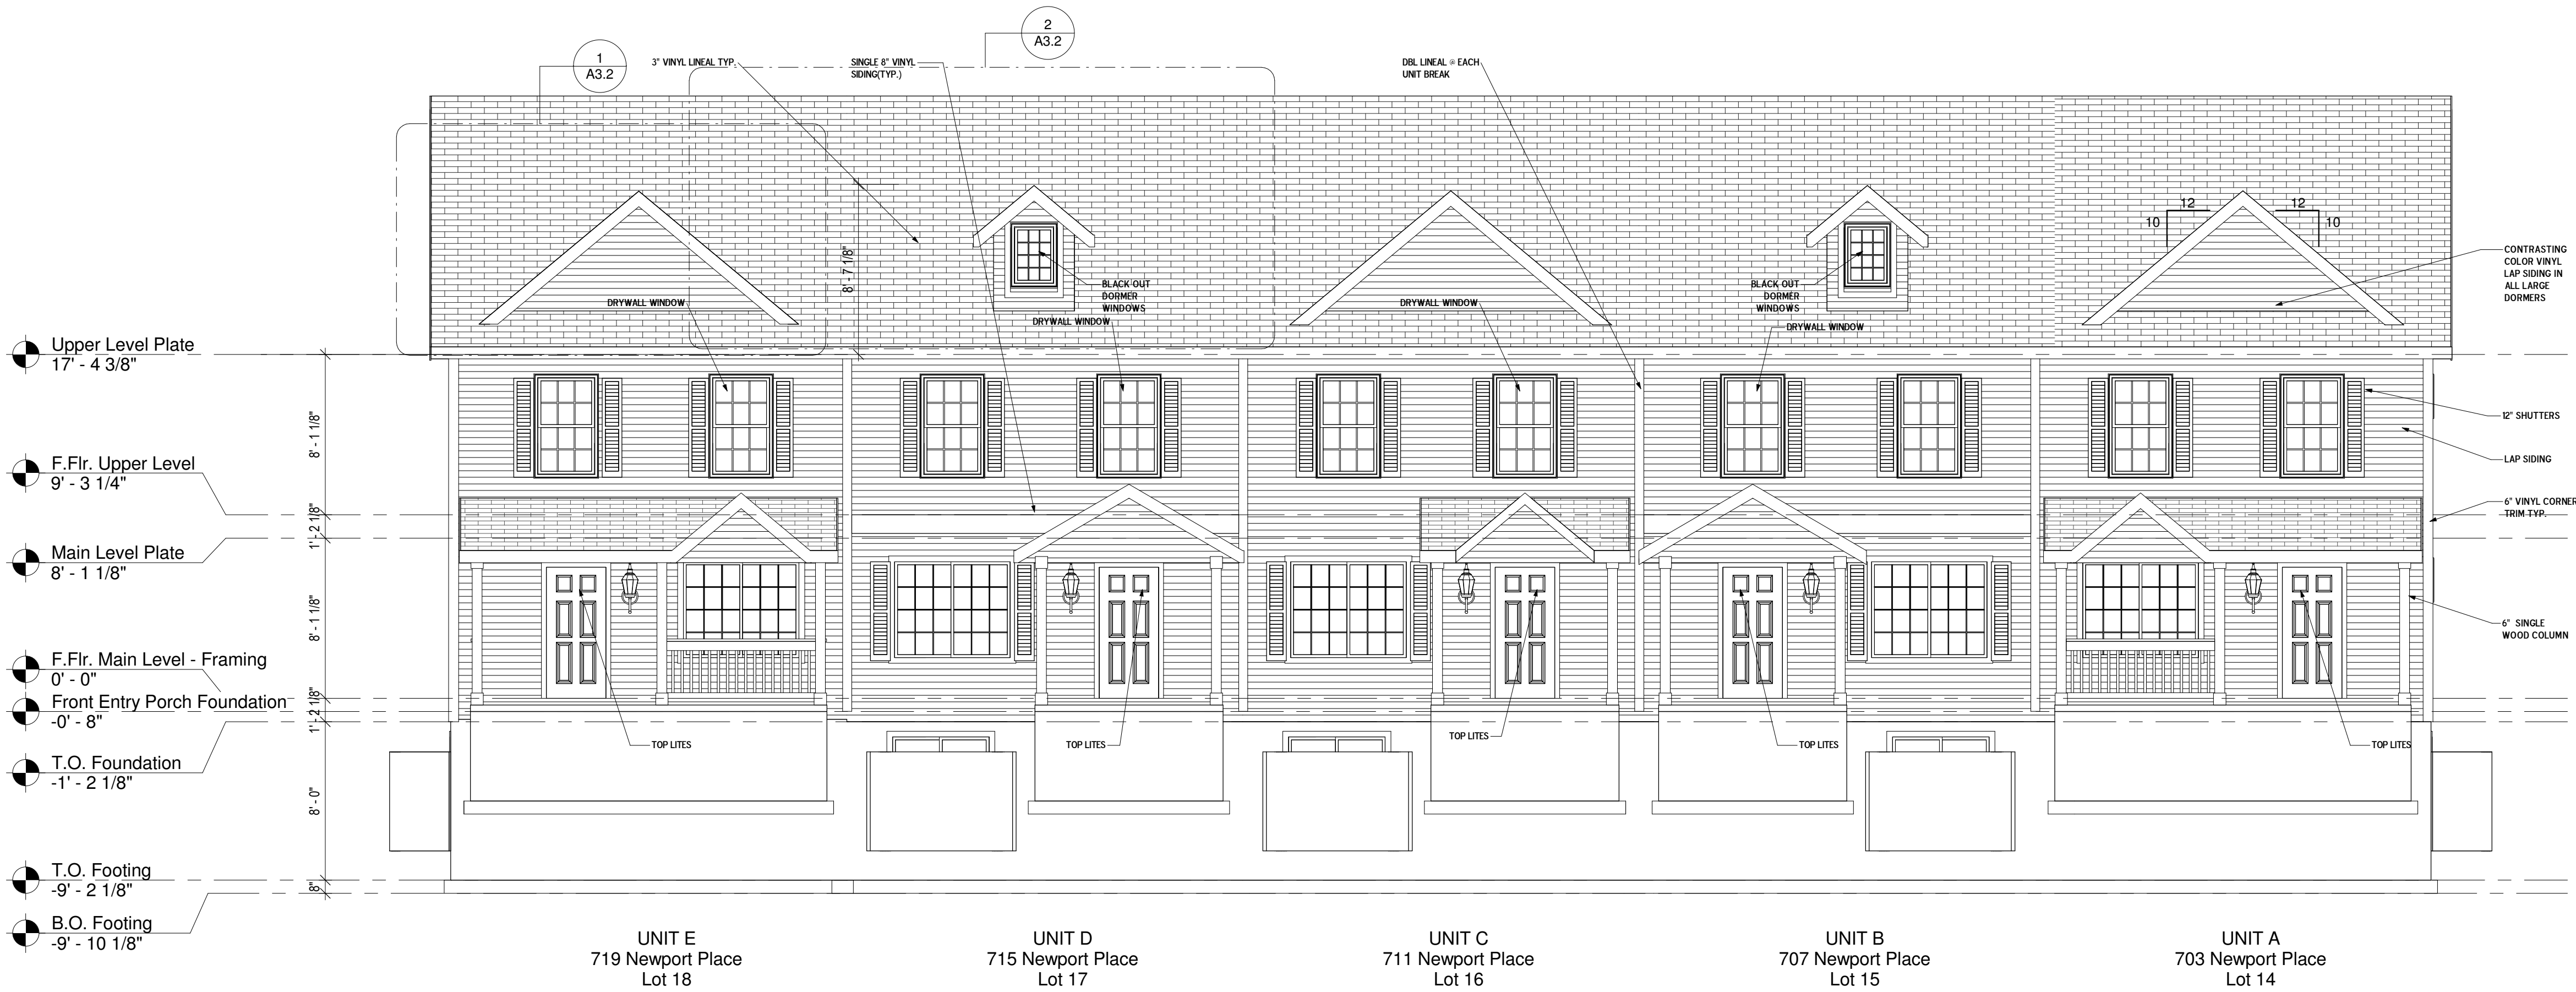 2
A3.2
1
A3.2
3" VINYL LINEAL TYP.
SINGLE 8" VINYL
SIDING(TYP.)
DBL LINEAL @ EACH
UNIT BREAK
12
10
12
10
8' - 7 1/8"
CONTRASTING
COLOR VINYL
LAP SIDING IN
ALL LARGE
DORMERS
BLACK OUT
DORMER
WINDOWS
BLACK OUT
DORMER
WINDOWS
DRYWALL WINDOW
DRYWALL WINDOW
DRYWALL WINDOW
DRYWALL WINDOW
Upper Level Plate
17' - 4 3/8"
8' - 1 1/8"
12" SHUTTERS
LAP SIDING
F.Flr. Upper Level
9' - 3 1/4"
6" VINYL CORNER
TRIM TYP.
1' - 2 1/8"
Main Level Plate
8' - 1 1/8"
8' - 1 1/8"
6" SINGLE
WOOD COLUMN
F.Flr. Main Level - Framing
0' - 0"
Front Entry Porch Foundation
-0' - 8"
1' - 2 1/8"
TOP LITES
TOP LITES
TOP LITES
TOP LITES
TOP LITES
T.O. Foundation
-1' - 2 1/8"
8' - 0"
T.O. Footing
-9' - 2 1/8"
8"
B.O. Footing
-9' - 10 1/8"
UNIT E
719 Newport Place
Lot 18
UNIT D
715 Newport Place
Lot 17
UNIT C
711 Newport Place
Lot 16
UNIT B
707 Newport Place
Lot 15
UNIT A
703 Newport Place
Lot 14